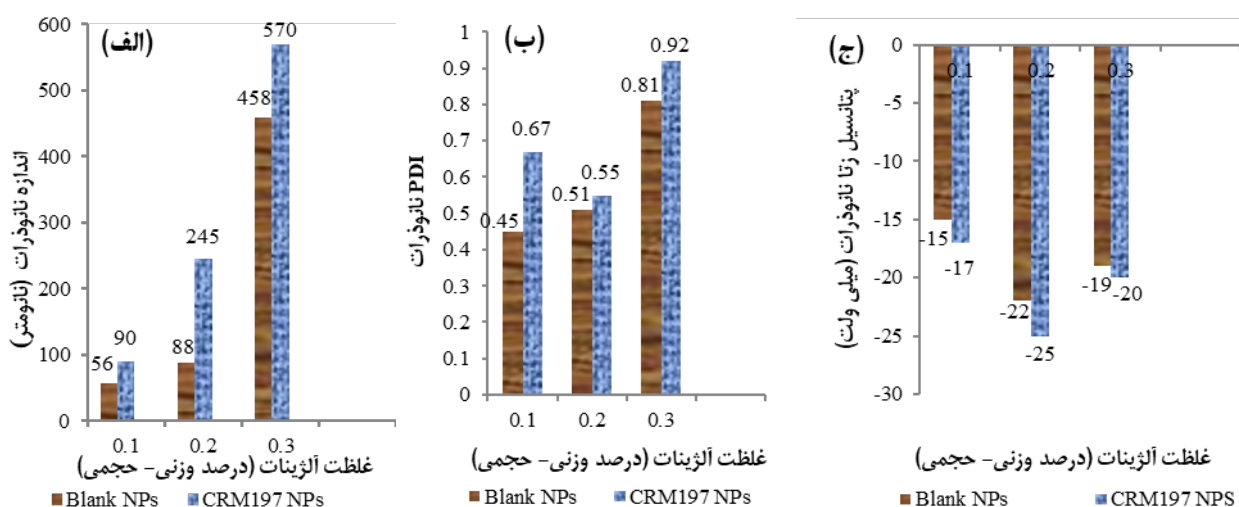 (الف)
600
500
400
300
200
100
0
56
90
88
245
458
570
0.1 0.2 0.3
اندازه نانوذرات (نانومتر)
غلظت آلژینات (درصد وزنی- حجمی)
Blank NPs CRM197 NPs
(ب)
1
0.9
0.8
0.7
0.6
0.5
0.4
0.3
0.2
0.1
0
0.45
0.67
0.51
0.55
0.81
0.92
0.1 0.2 0.3
PDI نانوذرات
غلظت آلژینات (درصد وزنی- حجمی)
Blank NPs CRM197 NPs
(ج)
0
-5
-10
-15
-20
-25
-30
0.1 0.2 0.3
-15
-17
-22
-25
-19
-20
پتانسیل زتا نانوذرات (میلی ولت)
غلظت آلژینات (درصد وزنی- حجمی)
Blank NPs CRM197 NPS